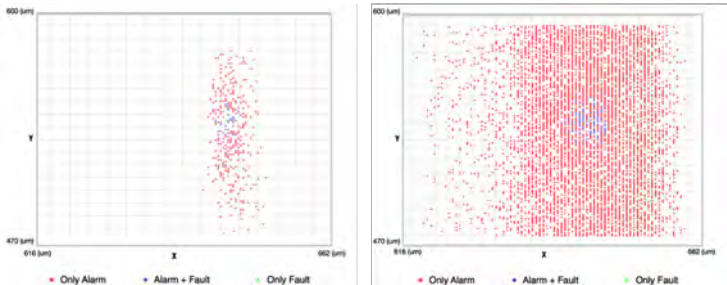 600 (um)
Y
470 (um)
616 (um)
X
662 (um)
Only Alarm
Alarm + Fault
Only Fault
600 (um)
Y
470 (um)
616 (um)
X
662 (um)
Only Alarm
Alarm + Fault
Only Fault